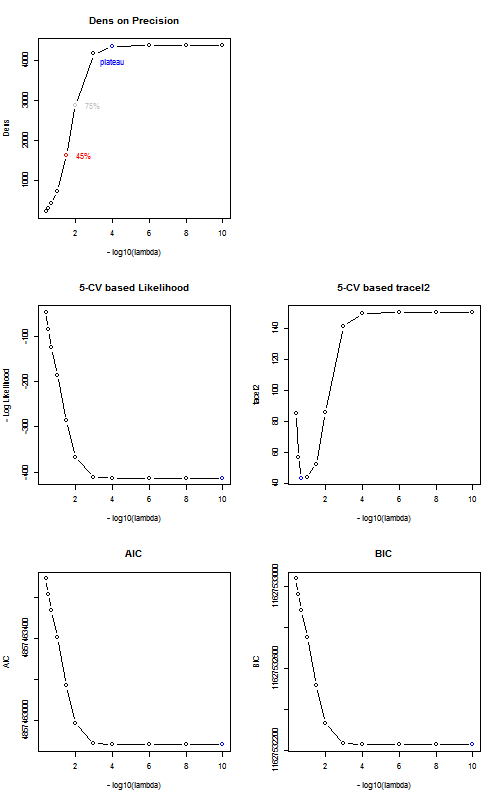 Dens on Precision
Dens
1000
2000
3000
4000
plateau
75%
45%
2 4 6 8 10
- log10(lambda)
5-CV based Likelihood
- Log Likelihood
-400
-300
-200
-100
2 4 6 8 10
- log10(lambda)
5-CV based tracel2
tracel2
40
60
80
100
120
140
2 4 6 8 10
- log10(lambda)
AIC
AIC
2 4 6 8 10
- log10(lambda)
BIC
BIC
11627532200
11627532600
11627533000
2 4 6 8 10
- log10(lambda)